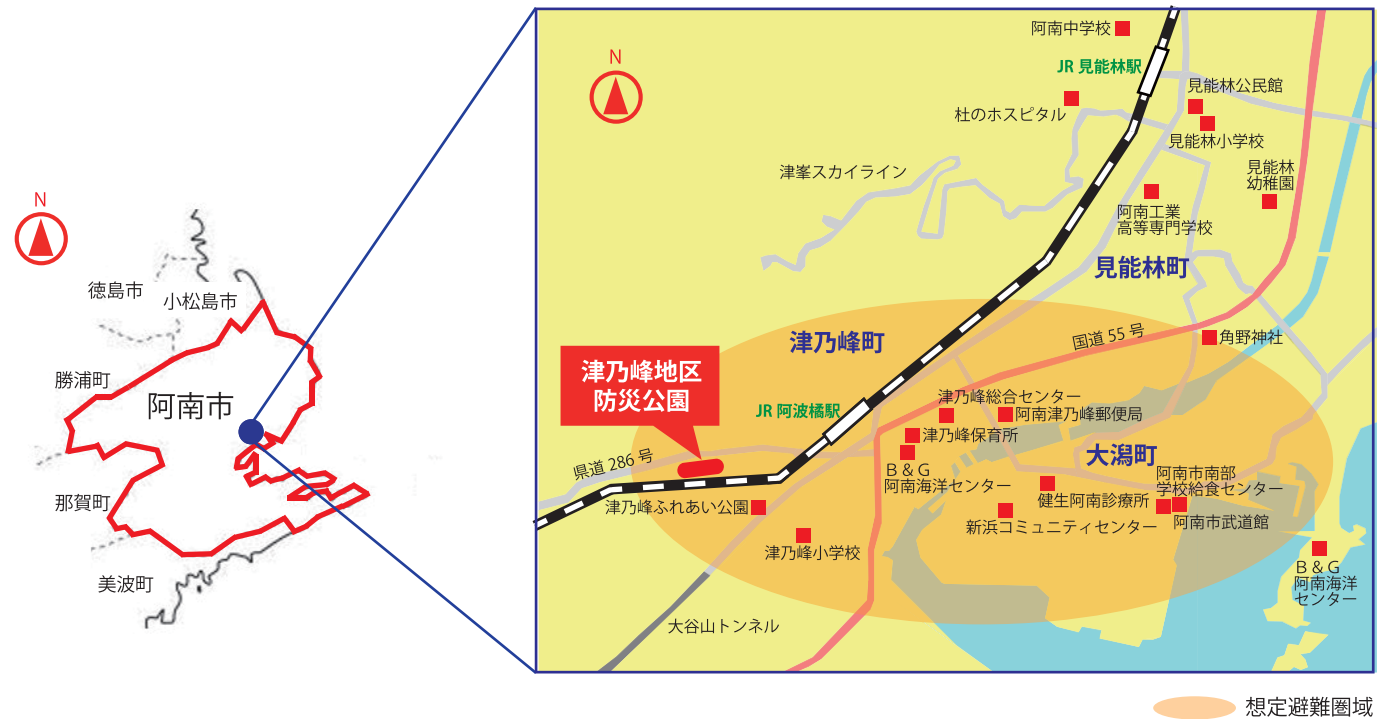 N
徳島市
小松島市
勝浦町
阿南市
那賀町
美波町
N
阿南中学校
JR 見能林駅
見能林公民館
杜のホスピタル
見能林小学校
津峯スカイライン
見能林
幼稚園
阿南工業
高等専門学校
見能林町
津乃峰町
国道 55 号
角野神社
津乃峰地区
防災公園
JR 阿波橘駅
津乃峰総合センター
阿南津乃峰郵便局
津乃峰保育所
大潟町
県道 286 号
B & G
阿南海洋センター
阿南市南部
学校給食センター
健生阿南診療所
津乃峰ふれあい公園
新浜コミュニティセンター
阿南市武道館
津乃峰小学校
B & G
阿南海洋
センター
大谷山トンネル
想定避難圏域